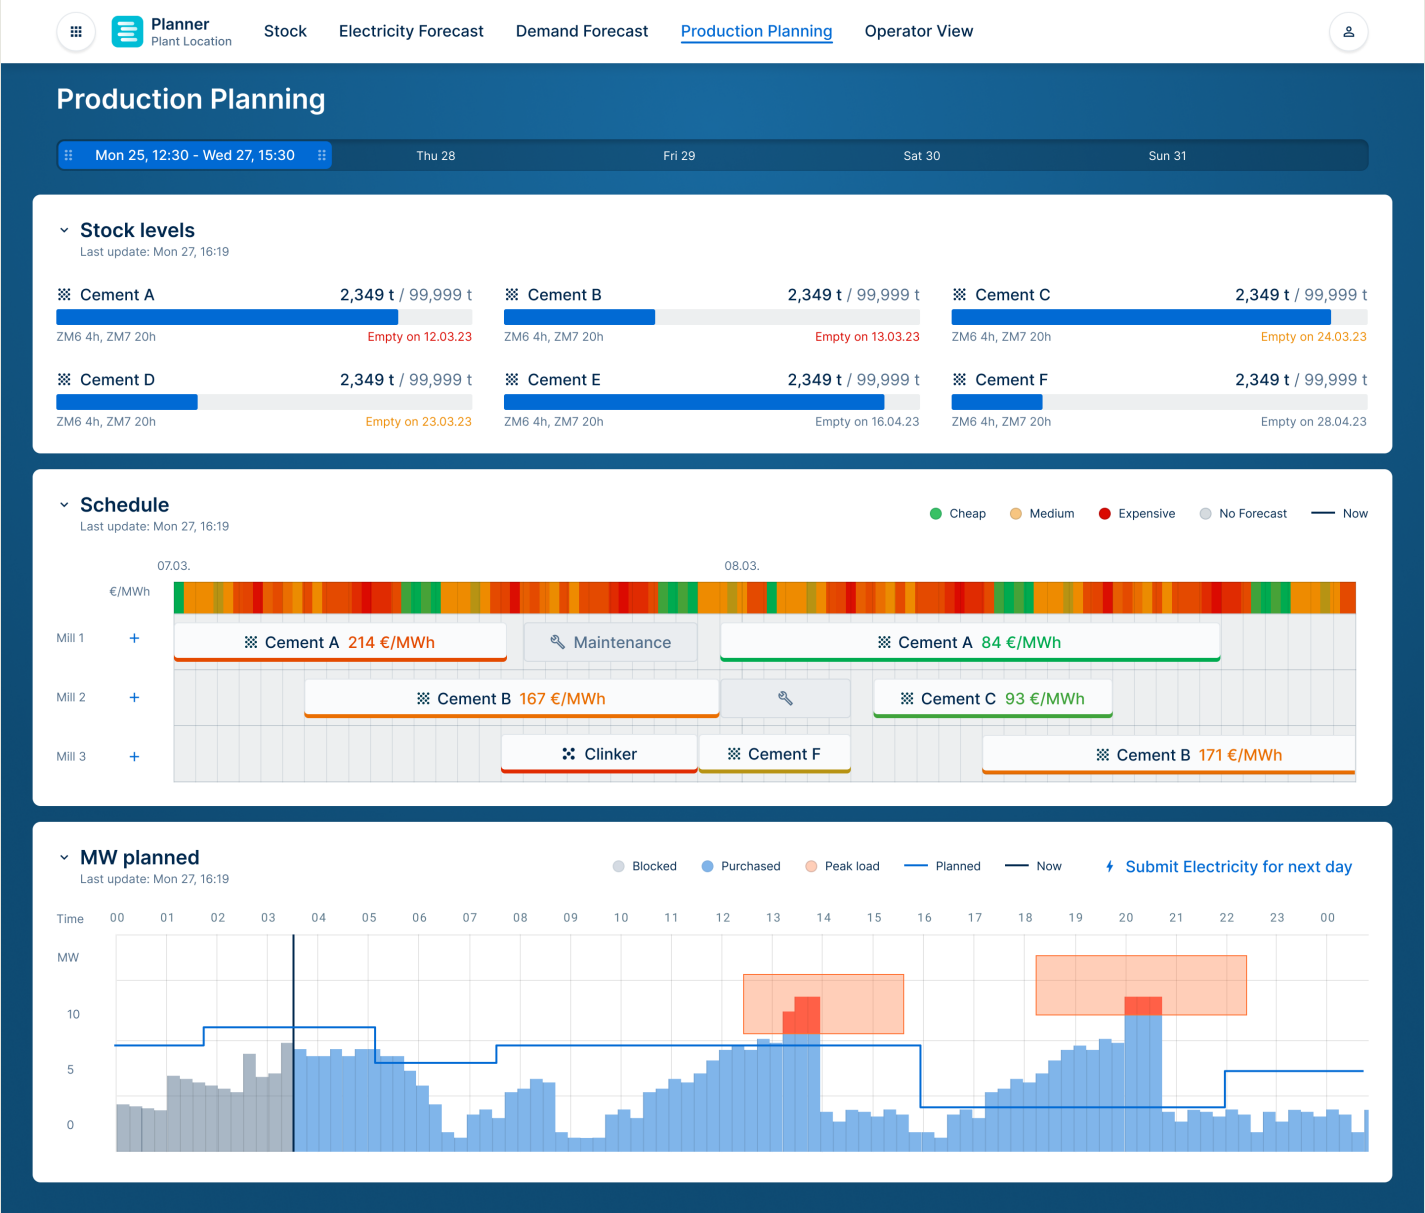 Planner
Plant Location
Stock
Electricity Forecast
Demand Forecast
Production Planning
Operator View
Production Planning
Mon 25, 12:30 - Wed 27, 15:30
Thu 28
Fri 29
Sat 30
Sun 31
Stock levels
Last update: Mon 27, 16:19
Cement A 2,349 t / 99,999 t
ZM6 4h, ZM7 20h Empty on 12.03.23
Cement B 2,349 t / 99,999 t
ZM6 4h, ZM7 20h Empty on 13.03.23
Cement C 2,349 t / 99,999 t
ZM6 4h, ZM7 20h Empty on 24.03.23
Cement D 2,349 t / 99,999 t
ZM6 4h, ZM7 20h Empty on 23.03.23
Cement E 2,349 t / 99,999 t
ZM6 4h, ZM7 20h Empty on 16.04.23
Cement F 2,349 t / 99,999 t
ZM6 4h, ZM7 20h Empty on 28.04.23
Schedule
Last update: Mon 27, 16:19
Cheap Medium Expensive No Forecast Now
07.03. 08.03.
€/MWh
Mill 1 + Cement A 214 €/MWh Maintenance Cement A 84 €/MWh
Mill 2 + Cement B 167 €/MWh Cement C 93 €/MWh
Mill 3 + Clinker Cement F Cement B 171 €/MWh
MW planned
Last update: Mon 27, 16:19
Blocked Purchased Peak load Planned Now
Submit Electricity for next day
Time 00 01 02 03 04 05 06 07 08 09 10 11 12 13 14 15 16 17 18 19 20 21 22 23 00
MW
10
5
0